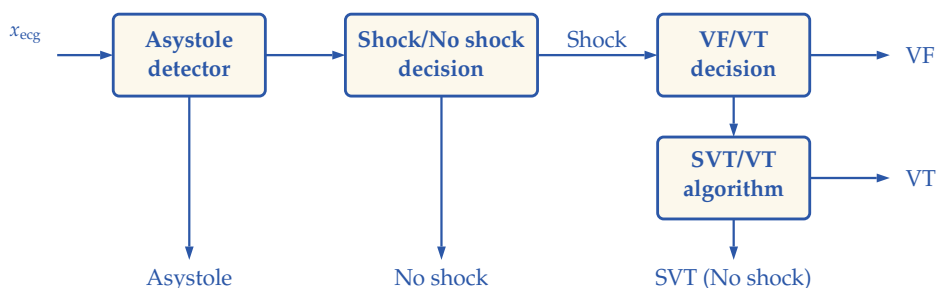 x_ecg
Asystole
detector
Shock/No shock
decision
Shock
VF/VT
decision
VF
SVT/VT
algorithm
VT
Asystole
No shock
SVT (No shock)